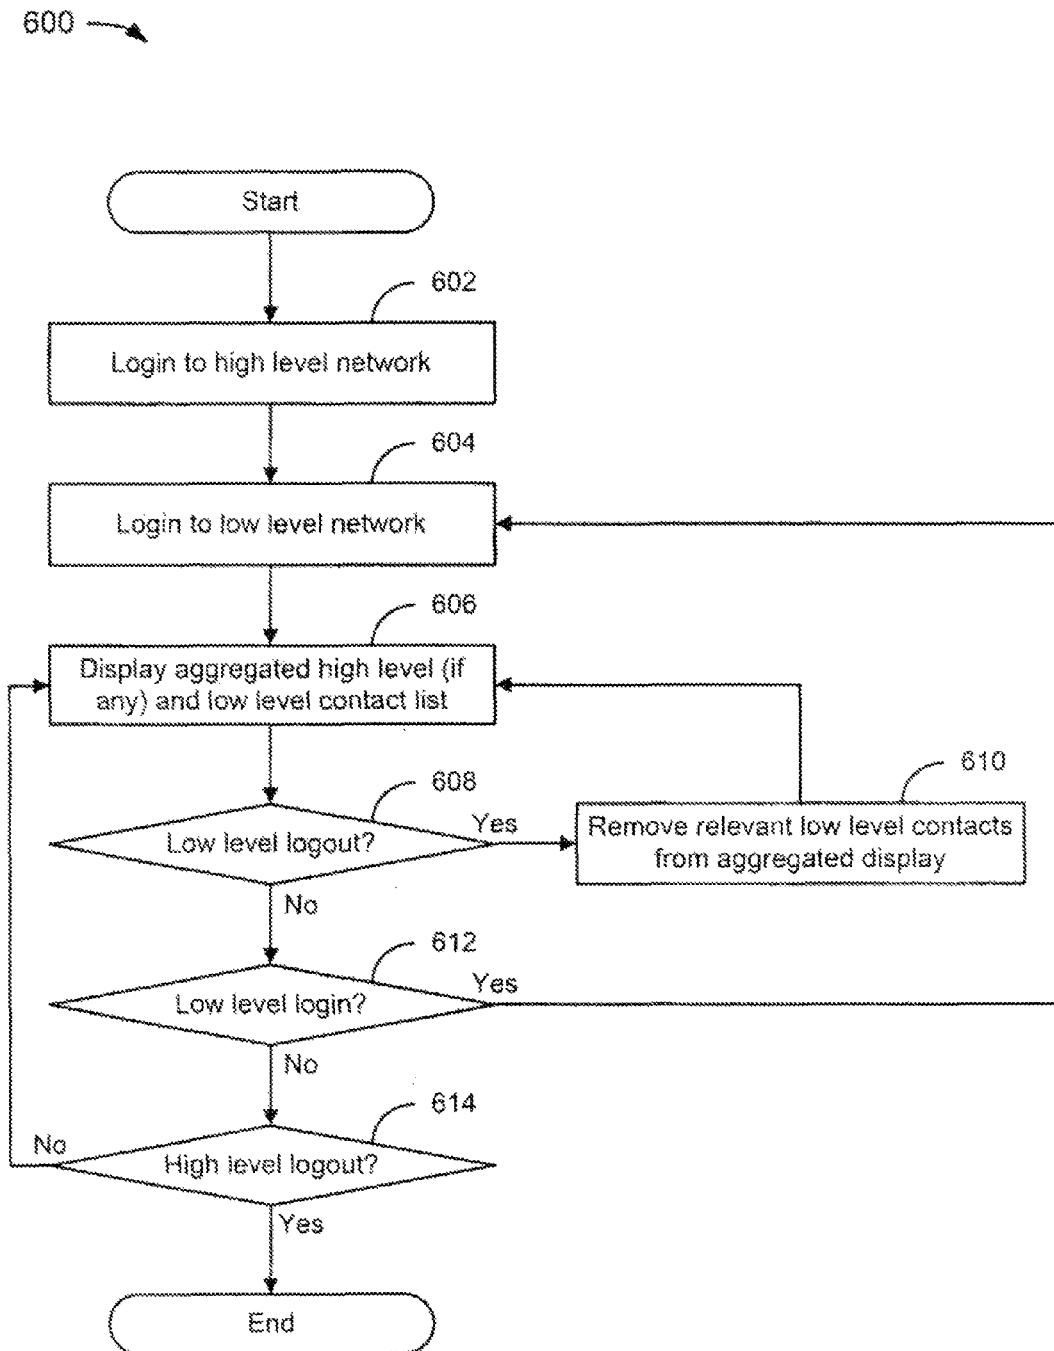 600
Start
602
Login to high level network
604
Login to low level network
606
Display aggregated high level (if
any) and low level contact list
608
Low level logout?
Yes
610
Remove relevant low level contacts
from aggregated display
No
612
Low level login?
Yes
No
614
High level logout?
No
Yes
End